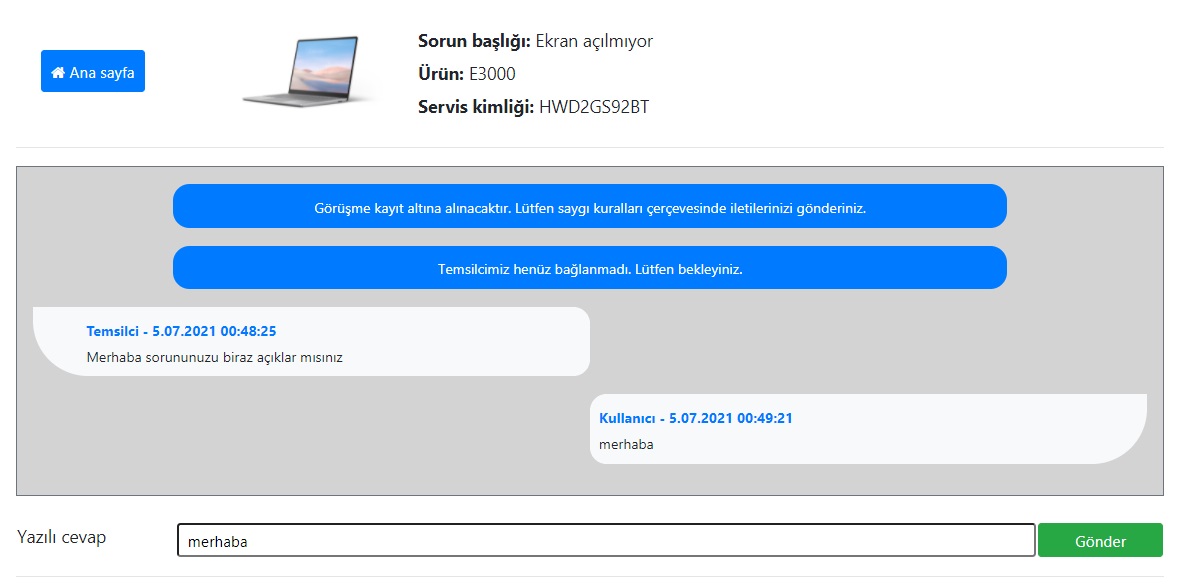 Ana sayfa
Sorun başlığı: Ekran açılmıyor
Ürün: E3000
Servis kimliği: HWD2GS92BT
Görüşme kayıt altına alınacaktır. Lütfen saygı kuralları çerçevesinde iletilerinizi gönderiniz.
Temsilcimiz henüz bağlanmadı. Lütfen bekleyiniz.
Temsilci - 5.07.2021 00:48:25
Merhaba sorununuzu biraz açıklar mısınız
Kullanıcı - 5.07.2021 00:49:21
merhaba
Yazılı cevap
merhaba
Gönder